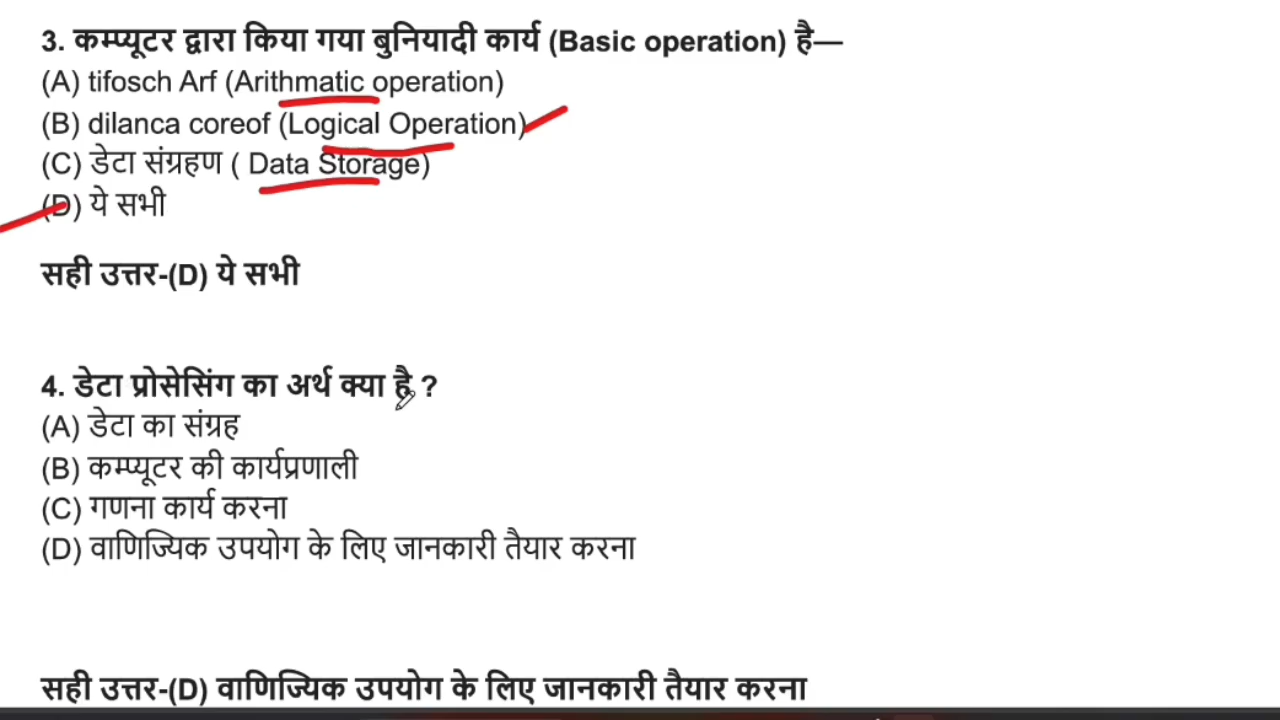 3. कम्प्यूटर द्वारा किया गया बुनियादी कार्य (Basic operation) है—
(A) tifosch Arf (Arithmatic operation)
(B) dilanca coreof (Logical Operation)
(C) डेटा संग्रहण ( Data Storage)
(D) ये सभी
सही उत्तर-(D) ये सभी
4. डेटा प्रोसेसिंग का अर्थ क्या है ?
(A) डेटा का संग्रह
(B) कम्प्यूटर की कार्यप्रणाली
(C) गणना कार्य करना
(D) वाणिज्यिक उपयोग के लिए जानकारी तैयार करना
सही उत्तर-(D) वाणिज्यिक उपयोग के लिए जानकारी तैयार करना